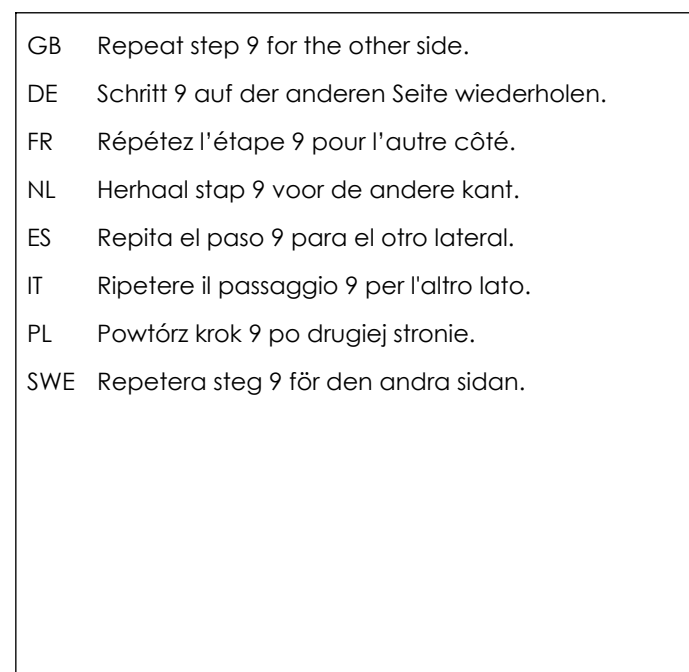 GB Repeat step 9 for the other side.
DE Schritt 9 auf der anderen Seite wiederholen.
FR Répétez l’étape 9 pour l’autre côté.
NL Herhaal stap 9 voor de andere kant.
ES Repita el paso 9 para el otro lateral.
IT Ripetere il passaggio 9 per l'altro lato.
PL Powtórz krok 9 po drugiej stronie.
SWE Repetera steg 9 för den andra sidan.